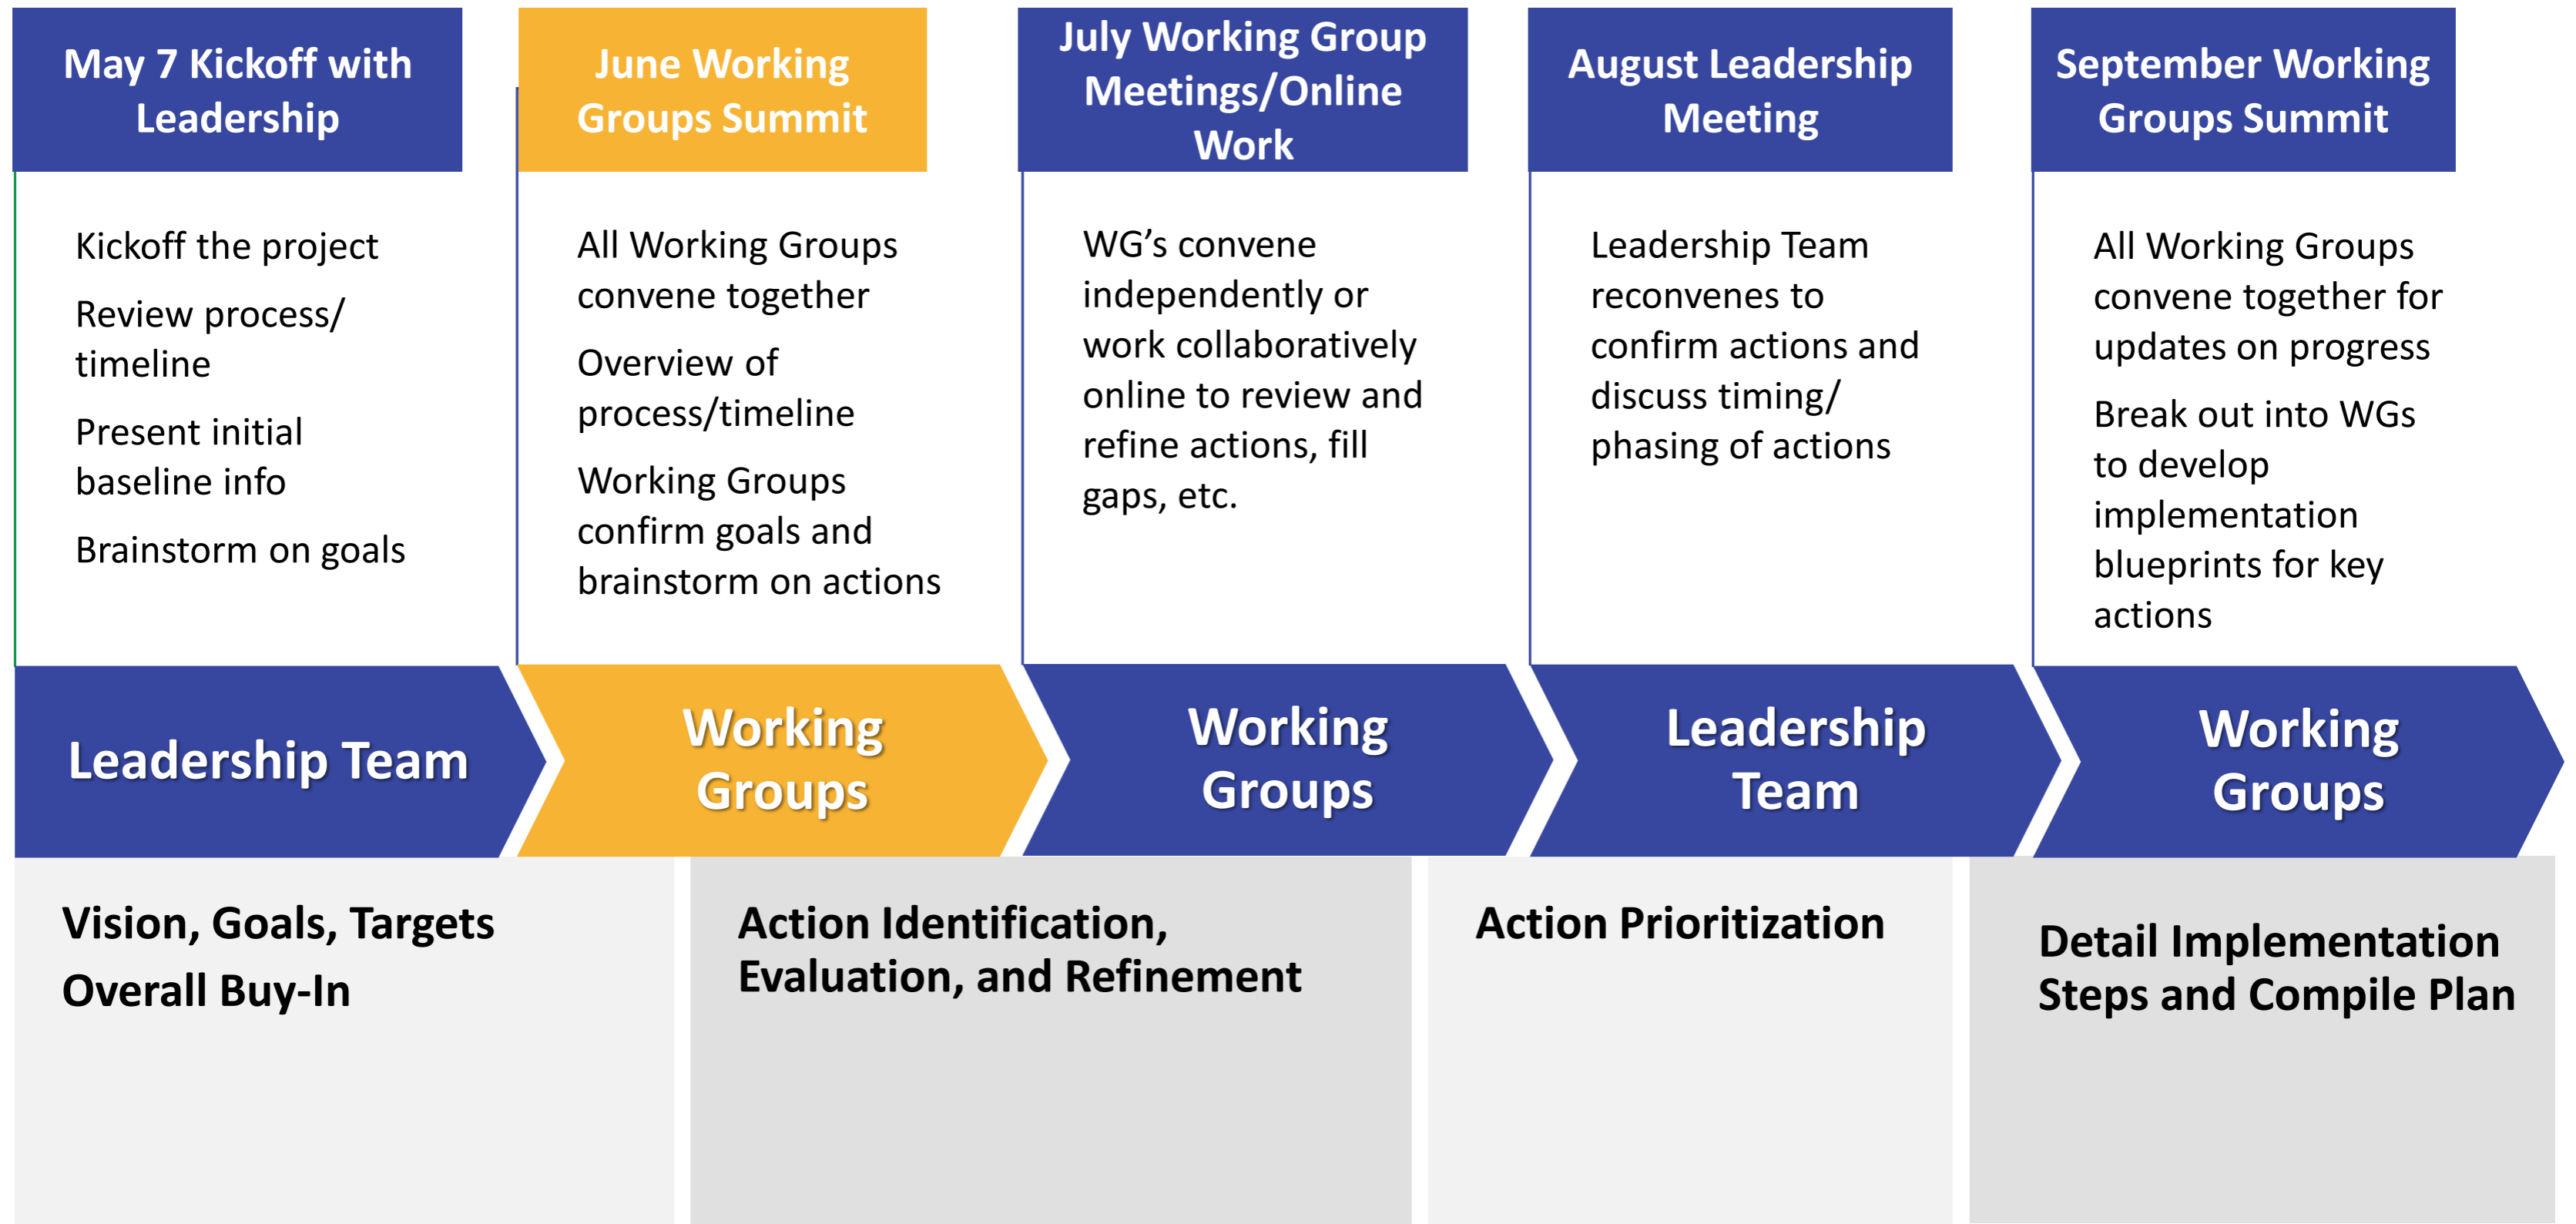 May 7 Kickoff with
Leadership
Kickoff the project
Review process/
timeline
Present initial
baseline info
Brainstorm on goals
June Working
Groups Summit
All Working Groups
convene together
Overview of
process/timeline
Working Groups
confirm goals and
brainstorm on actions
July Working Group
Meetings/Online
Work
WG’s convene
independently or
work collaboratively
online to review and
refine actions, fill
gaps, etc.
August Leadership
Meeting
Leadership Team
reconvenes to
confirm actions and
discuss timing/
phasing of actions
September Working
Groups Summit
All Working Groups
convene together for
updates on progress
Break out into WGs
to develop
implementation
blueprints for key
actions
Leadership Team
Working
Groups
Working
Groups
Leadership
Team
Working
Groups
Vision, Goals, Targets
Overall Buy-In
Action Identification,
Evaluation, and Refinement
Action Prioritization
Detail Implementation
Steps and Compile Plan